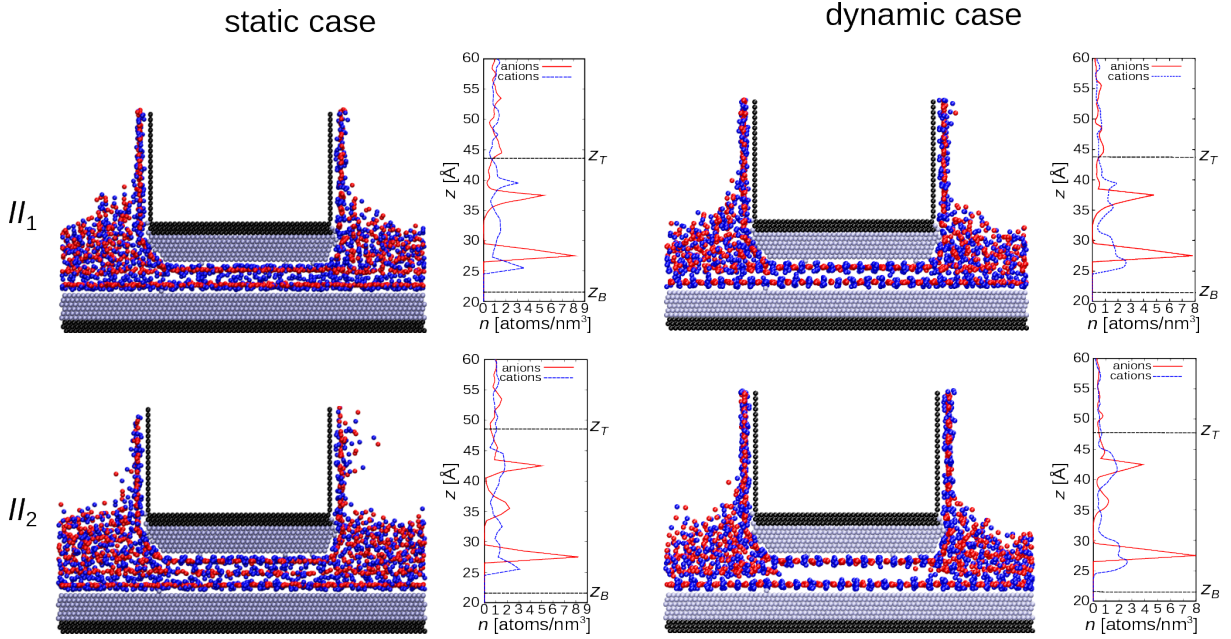 static case
dynamic case
II1
60
55
50
45
40
35
30
25
20
z [Å]
anions
cations
zT
zB
0 1 2 3 4 5 6 7 8 9
n [atoms/nm³]
60
55
50
45
40
35
30
25
20
z [Å]
anions
cations
zT
zB
0 1 2 3 4 5 6 7 8
n [atoms/nm³]
II2
60
55
50
45
40
35
30
25
20
z [Å]
anions
cations
zT
zB
0 1 2 3 4 5 6 7 8 9
n [atoms/nm³]
60
55
50
45
40
35
30
25
20
z [Å]
anions
cations
zT
zB
0 1 2 3 4 5 6 7 8
n [atoms/nm³]